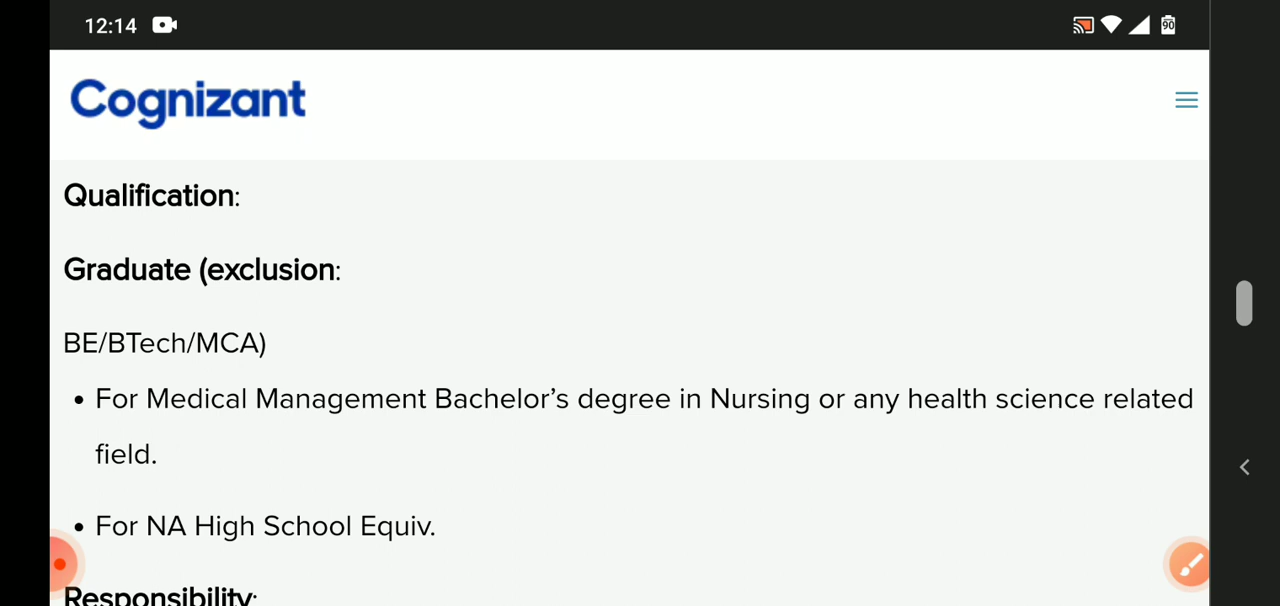 12:14
90
Cognizant
Qualification:
Graduate (exclusion:
BE/BTech/MCA)
• For Medical Management Bachelor’s degree in Nursing or any health science related
field.
• For NA High School Equiv.
Responsibility: